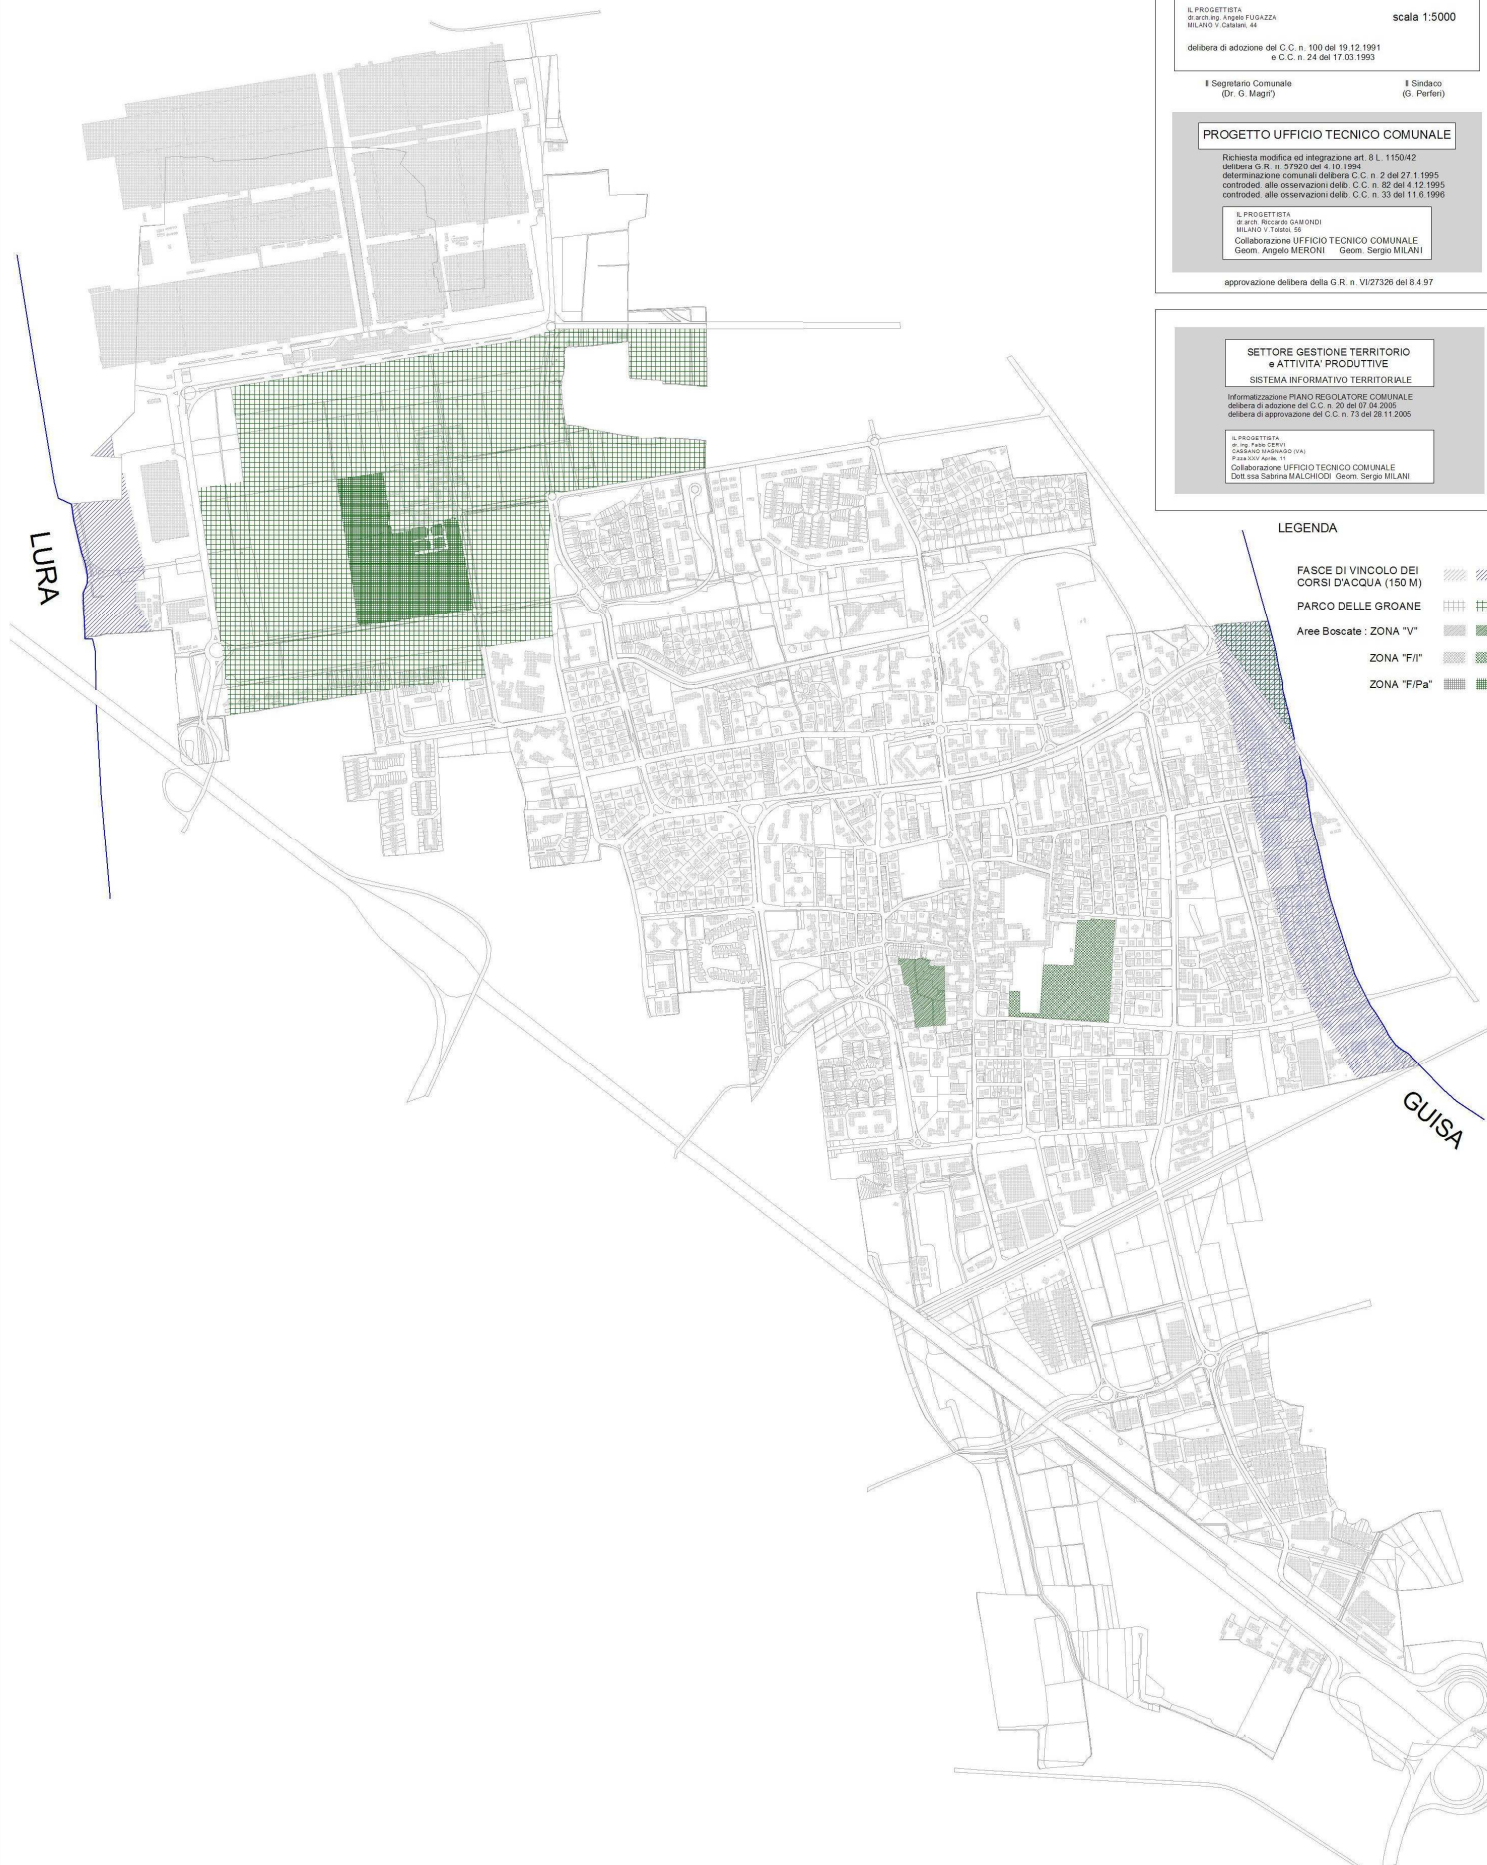 IL PROGETTISTA
dr.arch.ing. Angelo FUGAZZA
MILANO V. Catalani, 44
scala 1:5000
delibera di adozione del C.C. n. 100 del 19.12.1991
e C.C. n. 24 del 17.03.1993
Il Segretario Comunale
(Dr. G. Magri')
Il Sindaco
(G. Perferi)
PROGETTO UFFICIO TECNICO COMUNALE
Richiesta modifica ed integrazione art. 8 L. 1150/42
delibera G.R. n. 57920 del 4.10.1994
determinazione comunali delibera C.C. n. 2 del 27.1.1995
controded. alle osservazioni delib. C.C. n. 82 del 4.12.1995
controded. alle osservazioni delib. C.C. n. 33 del 11.6.1996
IL PROGETTISTA
dr.arch. Riccardo GAMONDI
MILANO V. Tolstoi, 56
Collaborazione UFFICIO TECNICO COMUNALE
Geom. Angelo MERONI Geom. Sergio MILANI
approvazione delibera della G.R. n. VI/27326 del 8.4.97
SETTORE GESTIONE TERRITORIO
e ATTIVITA' PRODUTTIVE
SISTEMA INFORMATIVO TERRITORIALE
Informatizzazione PIANO REGOLATORE COMUNALE
delibera di adozione del C.C. n. 20 del 07.04.2005
delibera di approvazione del C.C. n. 73 del 28.11.2005
IL PROGETTISTA
dr. ing. Fabio CERVI
CASSANO MAGNAGO (VA)
P.zza XXV Aprile, 11
Collaborazione UFFICIO TECNICO COMUNALE
Dott.ssa Sabrina MALCHIODI Geom. Sergio MILANI
LEGENDA
FASCE DI VINCOLO DEI
CORSI D'ACQUA (150 M)
PARCO DELLE GROANE
Aree Boscate : ZONA "V"
ZONA "F/I"
ZONA "F/Pa"
LURA
GUISA